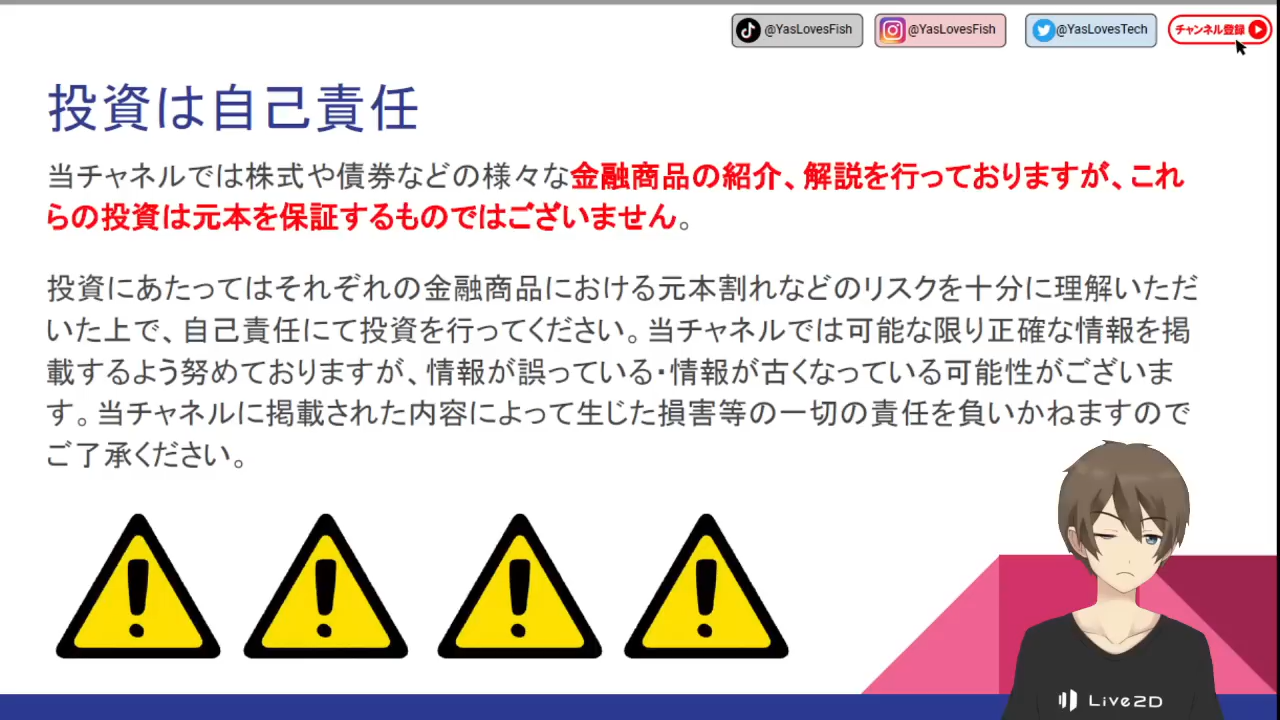 @YasLovesFish
@YasLovesFish
@YasLovesTech
チャンネル登録
投資は自己責任
当チャネルでは株式や債券などの様々な金融商品の紹介、解説を行っておりますが、これ
らの投資は元本を保証するものではございません。
投資にあたってはそれぞれの金融商品における元本割れなどのリスクを十分に理解いただ
いた上で、自己責任にて投資を行ってください。当チャネルでは可能な限り正確な情報を掲
載するよう努めておりますが、情報が誤っている・情報が古くなっている可能性がございま
す。当チャネルに掲載された内容によって生じた損害等の一切の責任を負いかねますので
ご了承ください。
Live2D